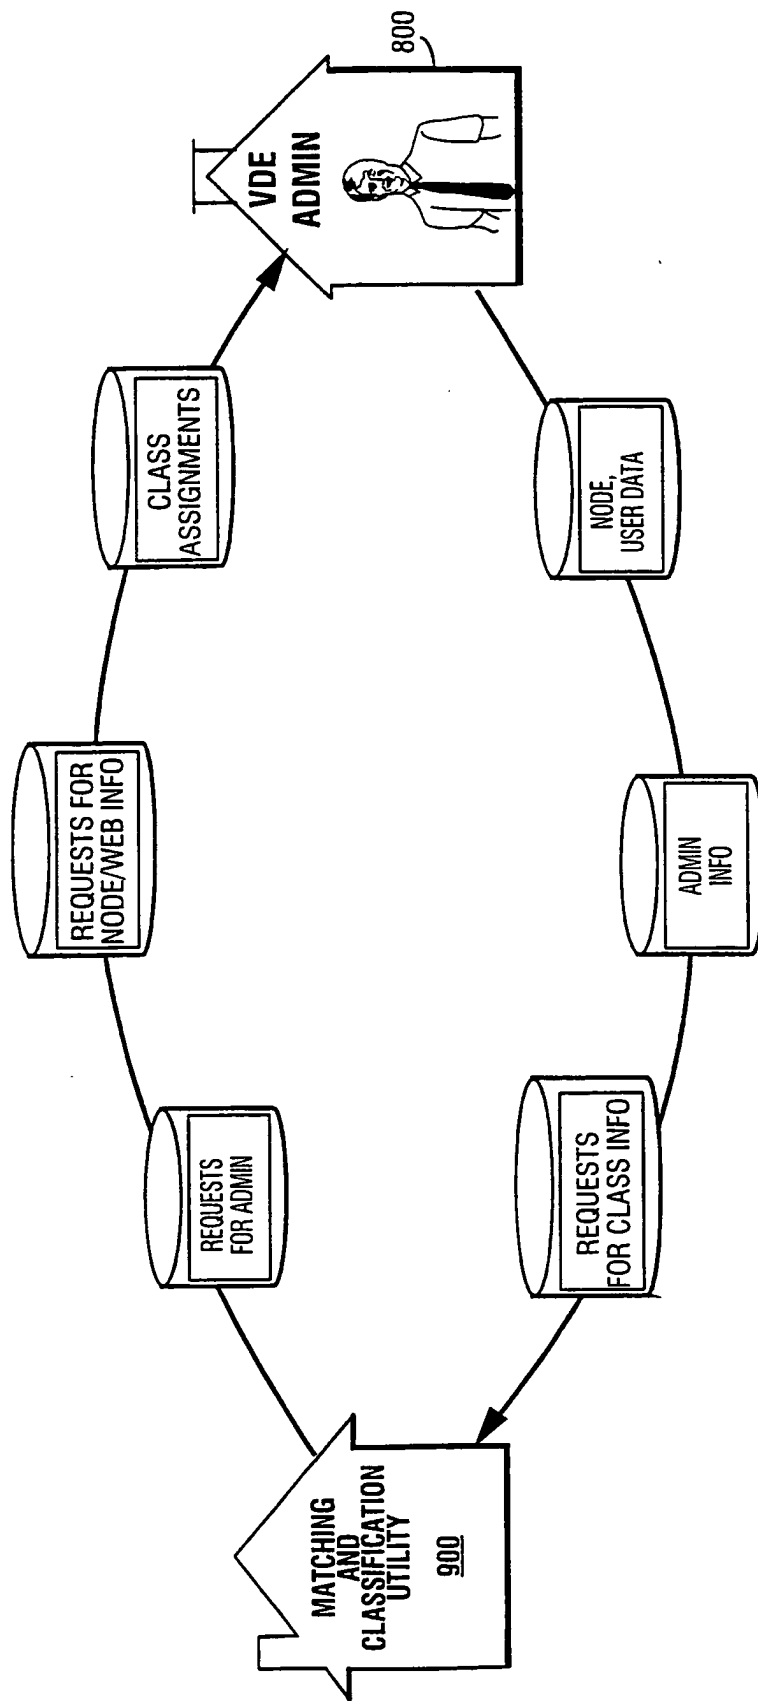 REQUESTS FOR
NODE/WEB INFO
REQUESTS
FOR ADMIN
CLASS
ASSIGNMENTS
MATCHING
AND
CLASSIFICATION
UTILITY
900
VDE
ADMIN
800
REQUESTS
FOR CLASS INFO
NODE,
USER DATA
ADMIN
INFO